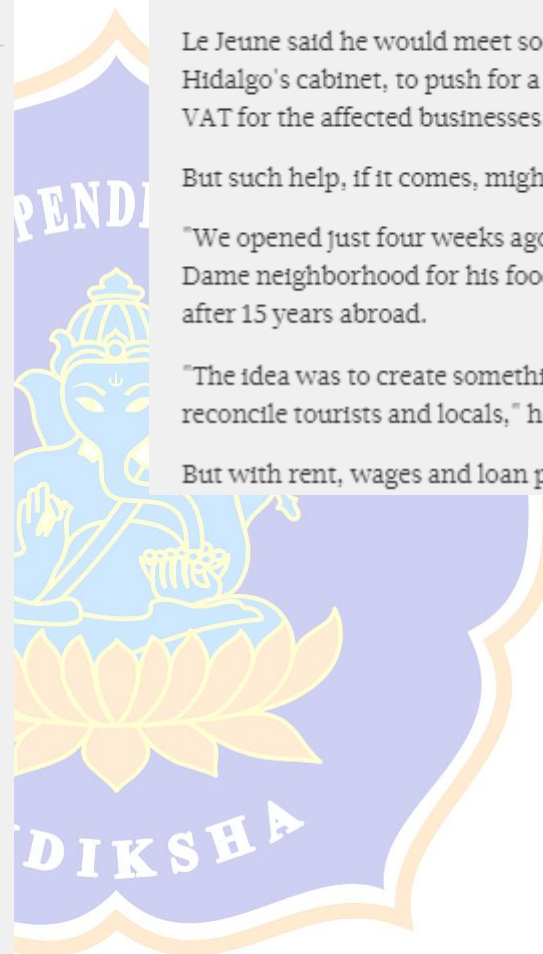 Le Jeune said he would meet so
Hidalgo's cabinet, to push for a
VAT for the affected businesses
But such help, if it comes, migh
"We opened just four weeks ago
Dame neighborhood for his foo
after 15 years abroad.
"The idea was to create somethi
reconcile tourists and locals," h
But with rent, wages and loan p
PENDI
DIKSHA